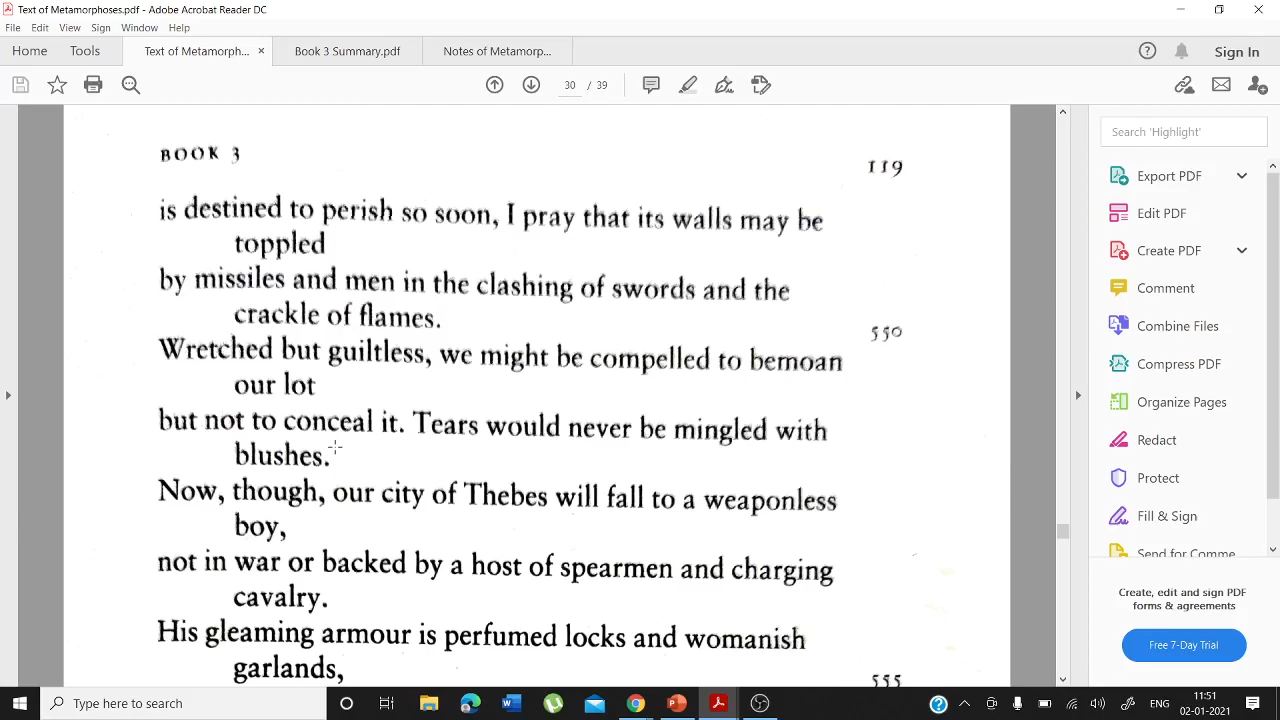 Text of Metamorphoses.pdf - Adobe Acrobat Reader DC
File Edit View Sign Window Help
Home Tools Text of Metamorph... × Book 3 Summary.pdf Notes of Metamorp... Sign In
30 / 39
BOOK 3
119
is destined to perish so soon, I pray that its walls may be
toppled
by missiles and men in the clashing of swords and the
crackle of flames.
550
Wretched but guiltless, we might be compelled to bemoan
our lot
but not to conceal it. Tears would never be mingled with
blushes.
Now, though, our city of Thebes will fall to a weaponless
boy,
not in war or backed by a host of spearmen and charging
cavalry.
His gleaming armour is perfumed locks and womanish
garlands,
555
Search 'Highlight'
Export PDF
Edit PDF
Create PDF
Comment
Combine Files
Compress PDF
Organize Pages
Redact
Protect
Fill & Sign
Send for Comme
Create, edit and sign PDF
forms & agreements
Free 7-Day Trial
Type here to search
ENG
11:51
02-01-2021